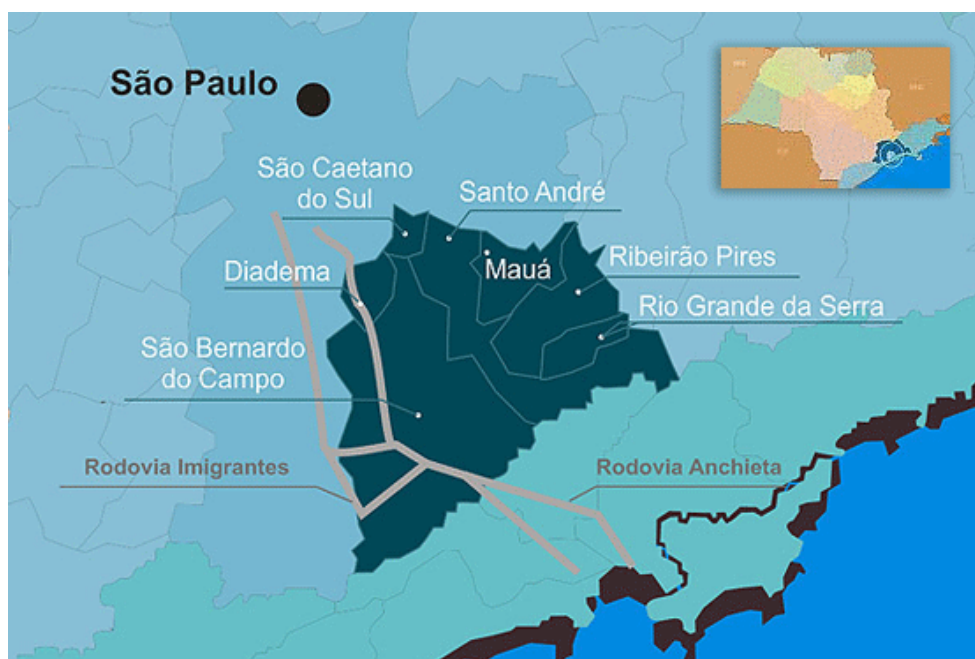 São Paulo
São Caetano
do Sul
Santo André
Diadema
Mauá
Ribeirão Pires
Rio Grande da Serra
São Bernardo
do Campo
Rodovia Imigrantes
Rodovia Anchieta